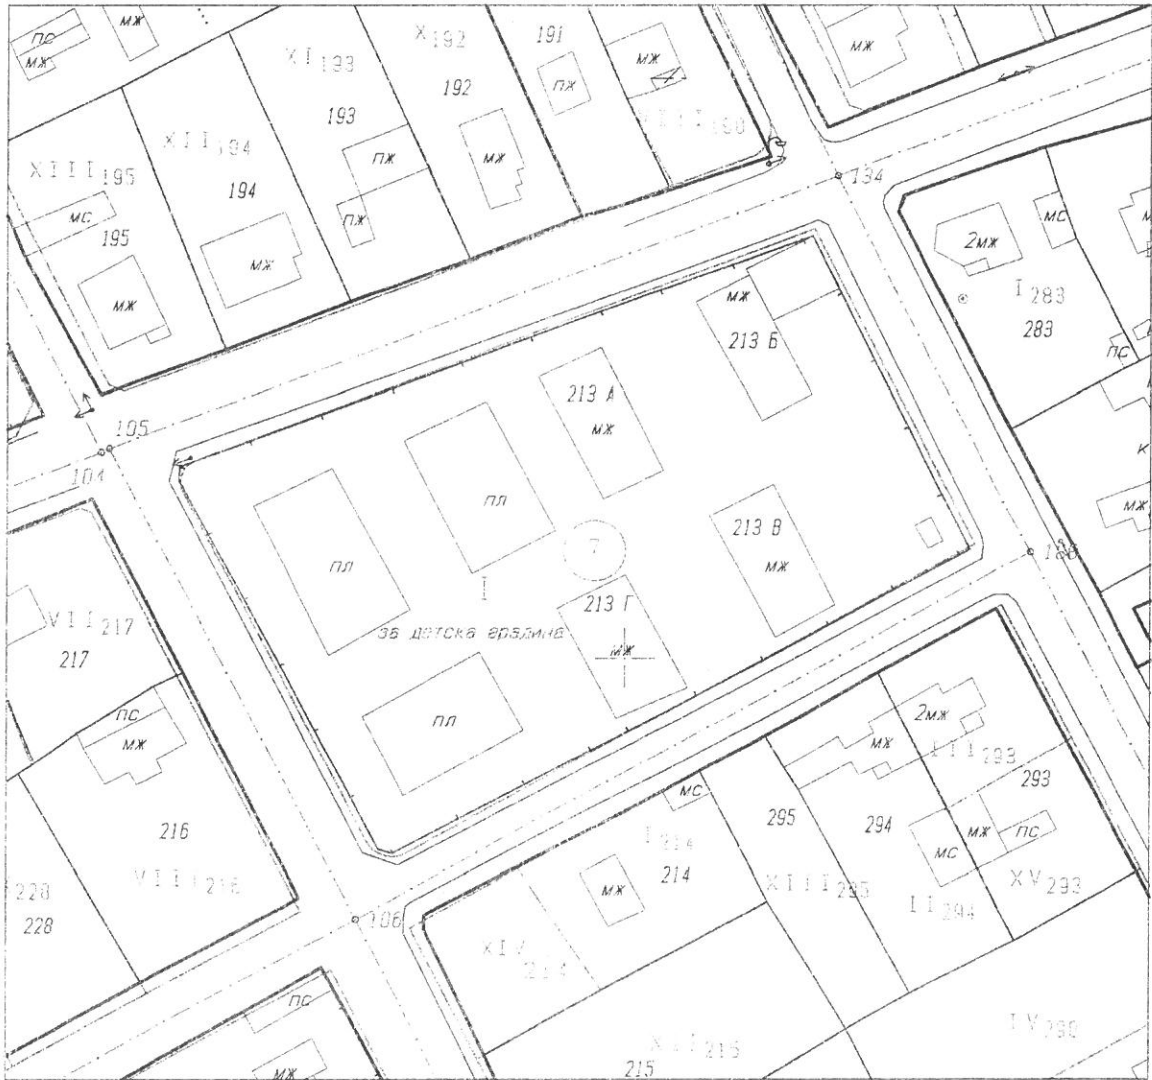 ПС
МЖ
МЖ
XI 193
193
X 192
192
191
ПЖ
МЖ
МЖ
XII 194
194
XIII 195
МС
195
МЖ
МЖ
ПЖ
ПЖ
МЖ
134
2МЖ
МС
I 283
283
ПС
К
МЖ
105
104
МЖ
213 Б
213 А
МЖ
213 В
МЖ
213 Г
МЖ
ПЛ
ПЛ
ПЛ
7
I
за детска градина
VII 217
217
ПС
МЖ
216
VIII 216
228
228
106
МС
I 214
214
МЖ
XIV 214
295
XIII 295
МЖ
2МЖ
III 293
293
294
МС
МЖ
ПС
II 294
XV 293
ПС
МЖ
215